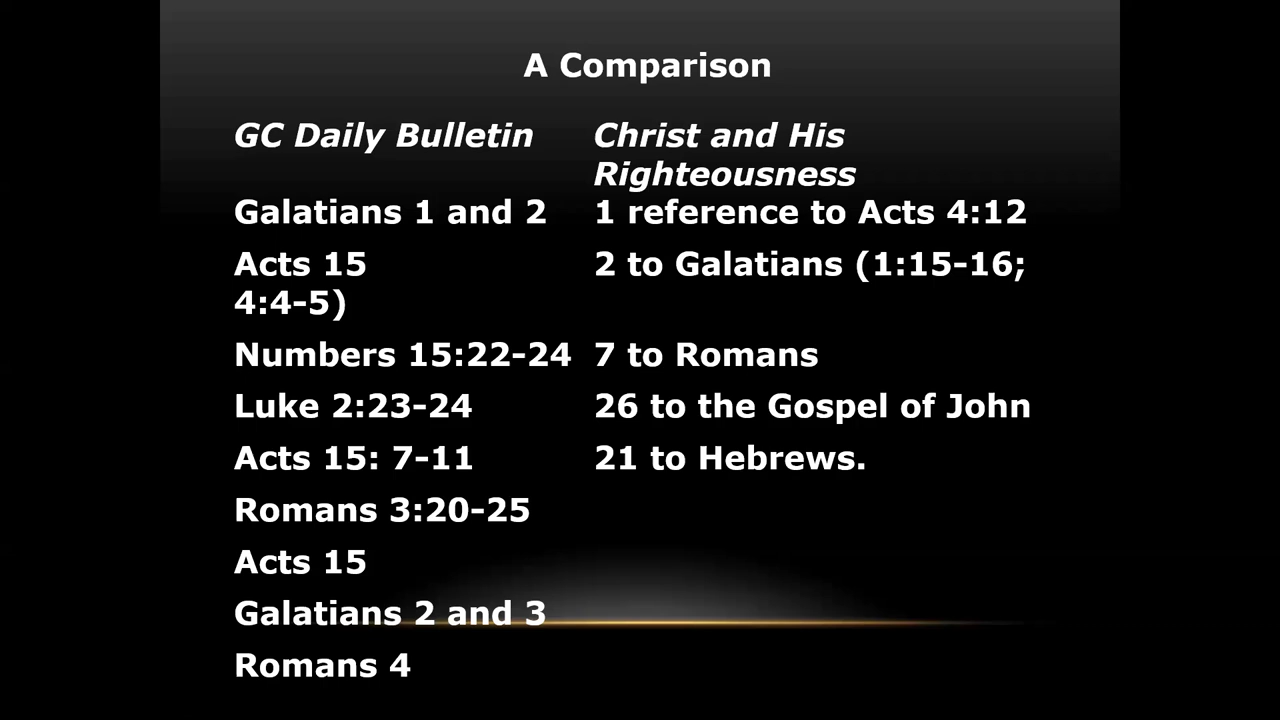 A Comparison
GC Daily Bulletin Christ and His
Righteousness
Galatians 1 and 2 1 reference to Acts 4:12
Acts 15 2 to Galatians (1:15-16;
4:4-5)
Numbers 15:22-24 7 to Romans
Luke 2:23-24 26 to the Gospel of John
Acts 15: 7-11 21 to Hebrews.
Romans 3:20-25
Acts 15
Galatians 2 and 3
Romans 4